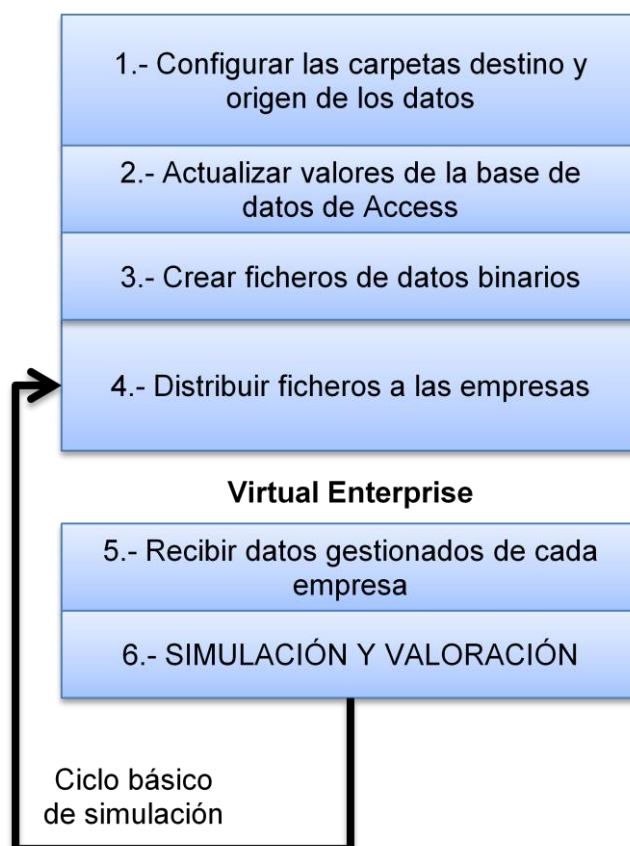 1.- Configurar las carpetas destino y
origen de los datos
2.- Actualizar valores de la base de
datos de Access
3.- Crear ficheros de datos binarios
4.- Distribuir ficheros a las empresas
Virtual Enterprise
5.- Recibir datos gestionados de cada
empresa
6.- SIMULACIÓN Y VALORACIÓN
Ciclo básico
de simulación